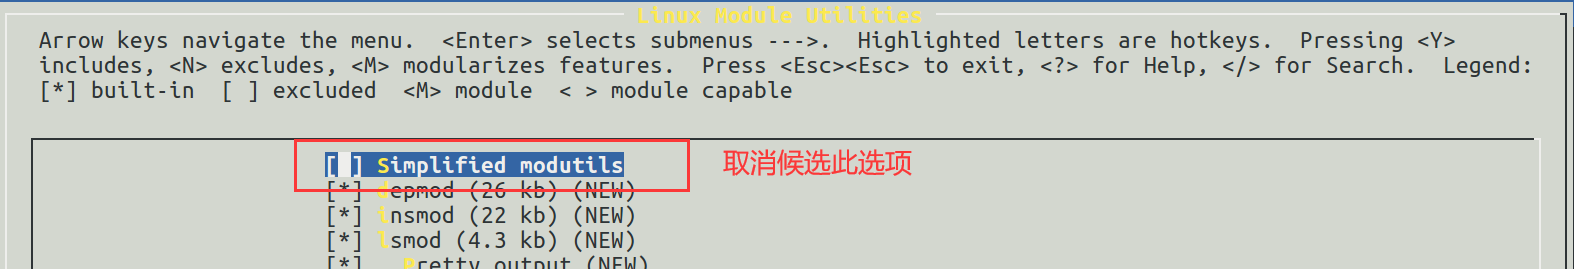 Linux Module Utilities
Arrow keys navigate the menu.  <Enter> selects submenus --->.  Highlighted letters are hotkeys.  Pressing <Y>
includes, <N> excludes, <M> modularizes features.  Press <Esc><Esc> to exit, <?> for Help, </> for Search.  Legend:
[*] built-in  [ ] excluded  <M> module  < > module capable
[ ] Simplified modutils 取消候选此选项
[*] depmod (26 kb) (NEW)
[*] insmod (22 kb) (NEW)
[*] lsmod (4.3 kb) (NEW)
[*]   Pretty output (NEW)